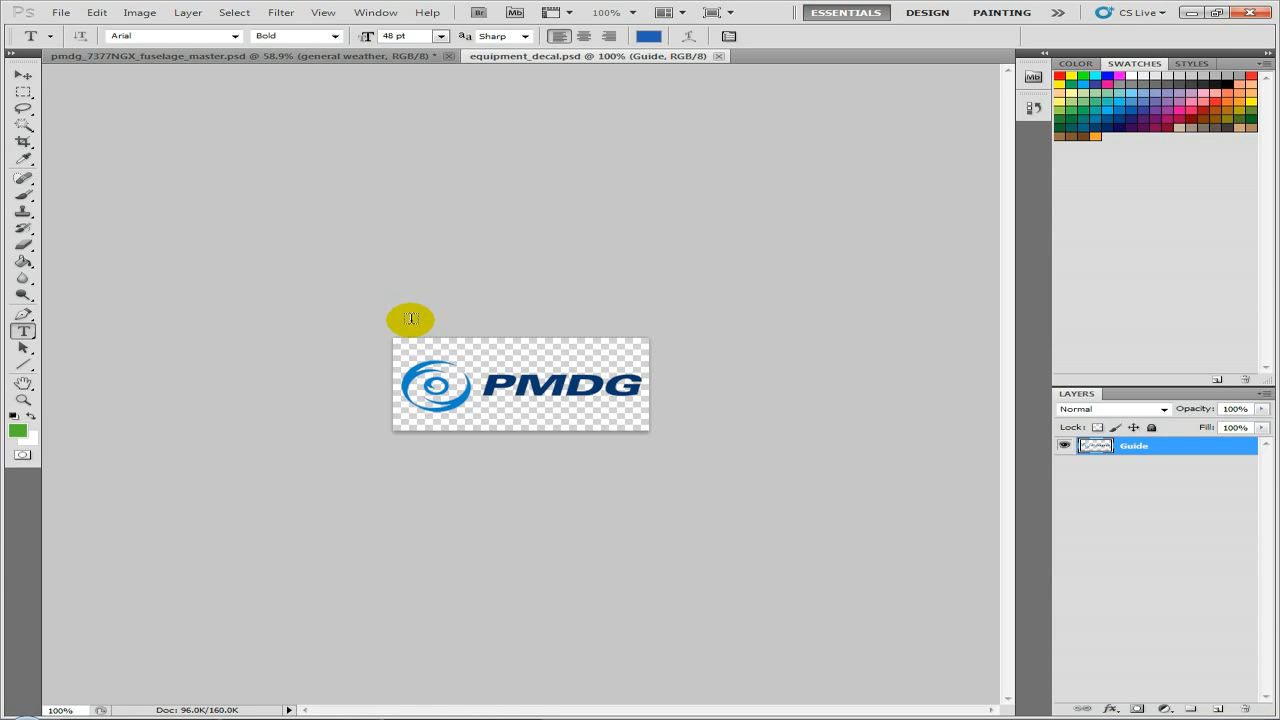 Ps File Edit Image Layer Select Filter View Window Help Br Mb 100% ESSENTIALS DESIGN PAINTING CS Live
T Arial Bold 48 pt aa Sharp
pmdg_7377NGX_fuselage_master.psd @ 58.9% (general weather, RGB/8) * equipment_decal.psd @ 100% (Guide, RGB/8)
COLOR SWATCHES STYLES
Mb
PMDG
LAYERS
Normal Opacity: 100%
Lock: Fill: 100%
Guide
100% Doc: 96.0K/160.0K
fx